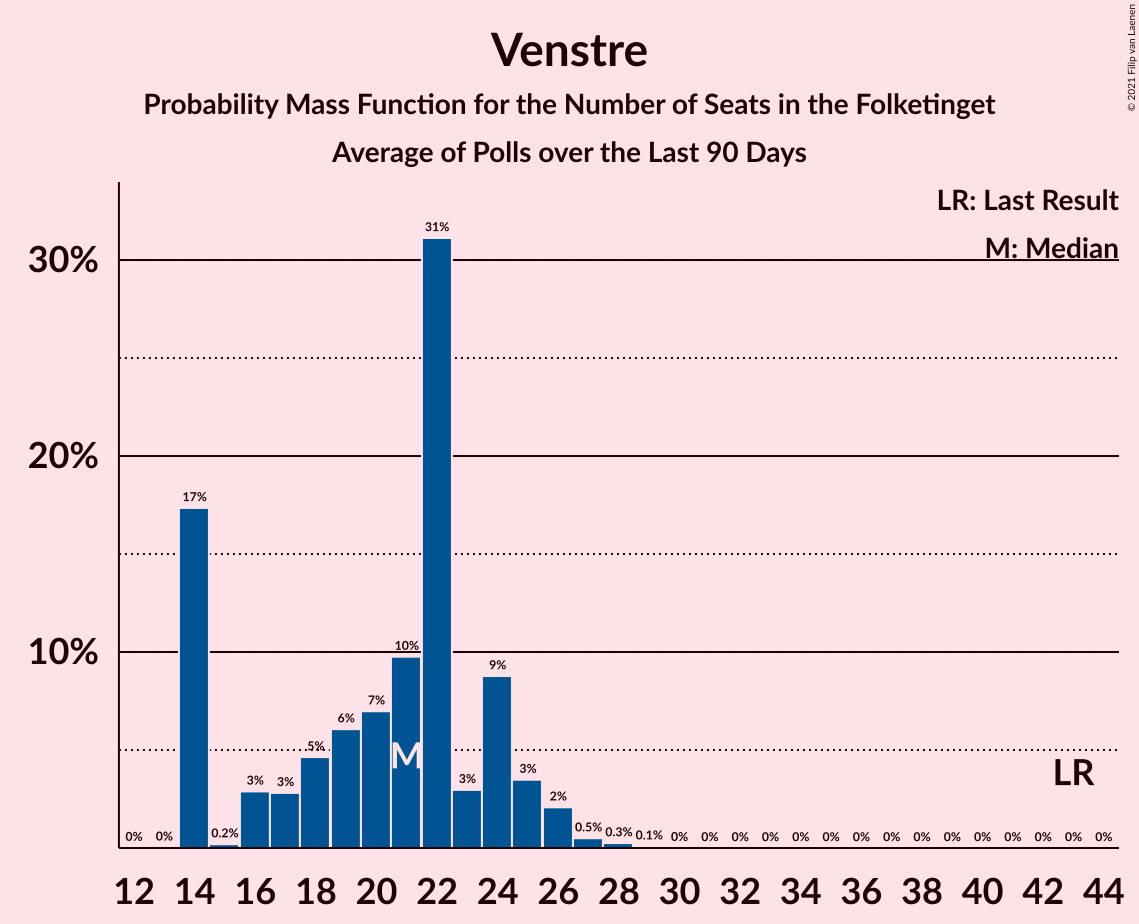 Venstre
Probability Mass Function for the Number of Seats in the Folketinget
Average of Polls over the Last 90 Days
© 2021 Filip van Laenen
LR: Last Result
M: Median
30%
20%
10%
0% 0% 17% 0.2% 3% 3% 5% 6% 7% 10% 31% 3% 9% 3% 2% 0.5% 0.3% 0.1% 0% 0% 0% 0% 0% 0% 0% 0% 0% 0% 0% 0% 0% 0% 0%
M
LR
12 14 16 18 20 22 24 26 28 30 32 34 36 38 40 42 44